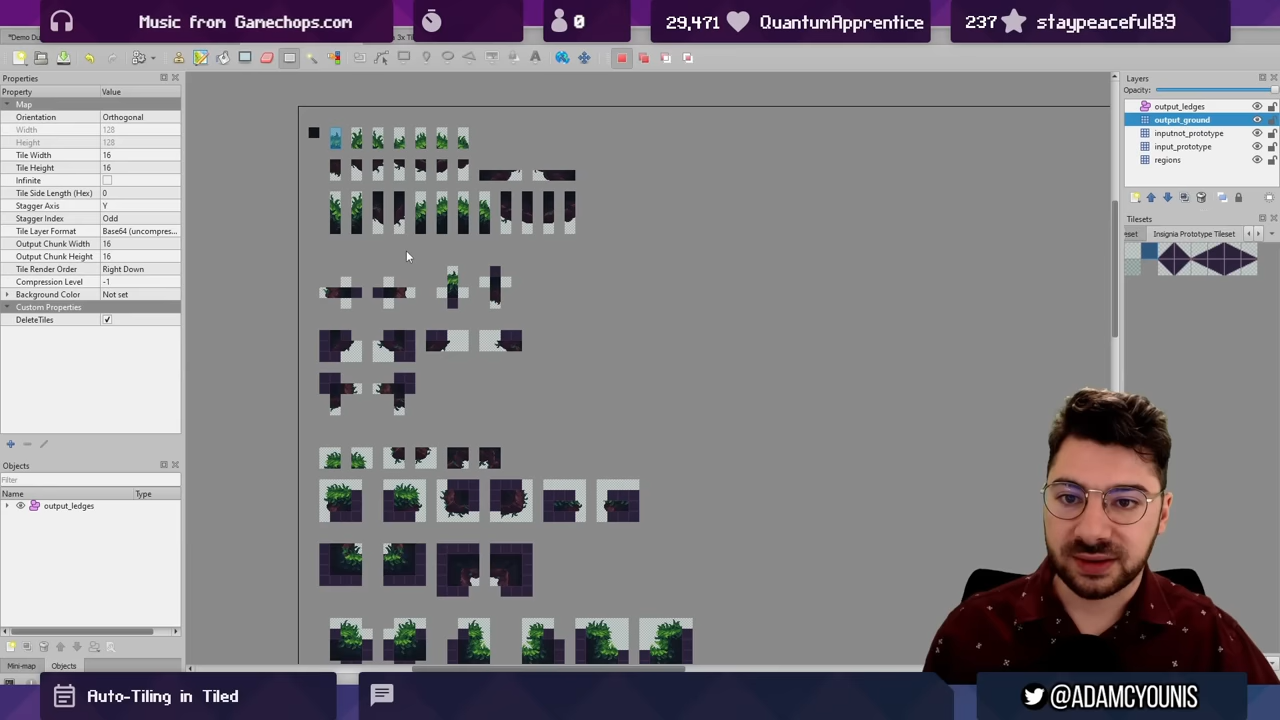 Music from Gamechops.com
0
29,471
QuantumApprentice
237
staypeaceful89
Properties
Property Value
Map
Orientation Orthogonal
Width 128
Height 128
Tile Width 16
Tile Height 16
Infinite
Tile Side Length (Hex) 0
Stagger Axis Y
Stagger Index Odd
Tile Layer Format Base64 (uncompres...
Output Chunk Width 16
Output Chunk Height 16
Tile Render Order Right Down
Compression Level -1
Background Color Not set
Custom Properties
DeleteTiles
Objects
Filter
Name Type
output_ledges
Mini-map Objects
Layers
Opacity:
output_ledges
output_ground
inputnot_prototype
input_prototype
regions
Tilesets
eset Insignia Prototype Tileset
Auto-Tiling in Tiled
@ADAMCYOUNIS